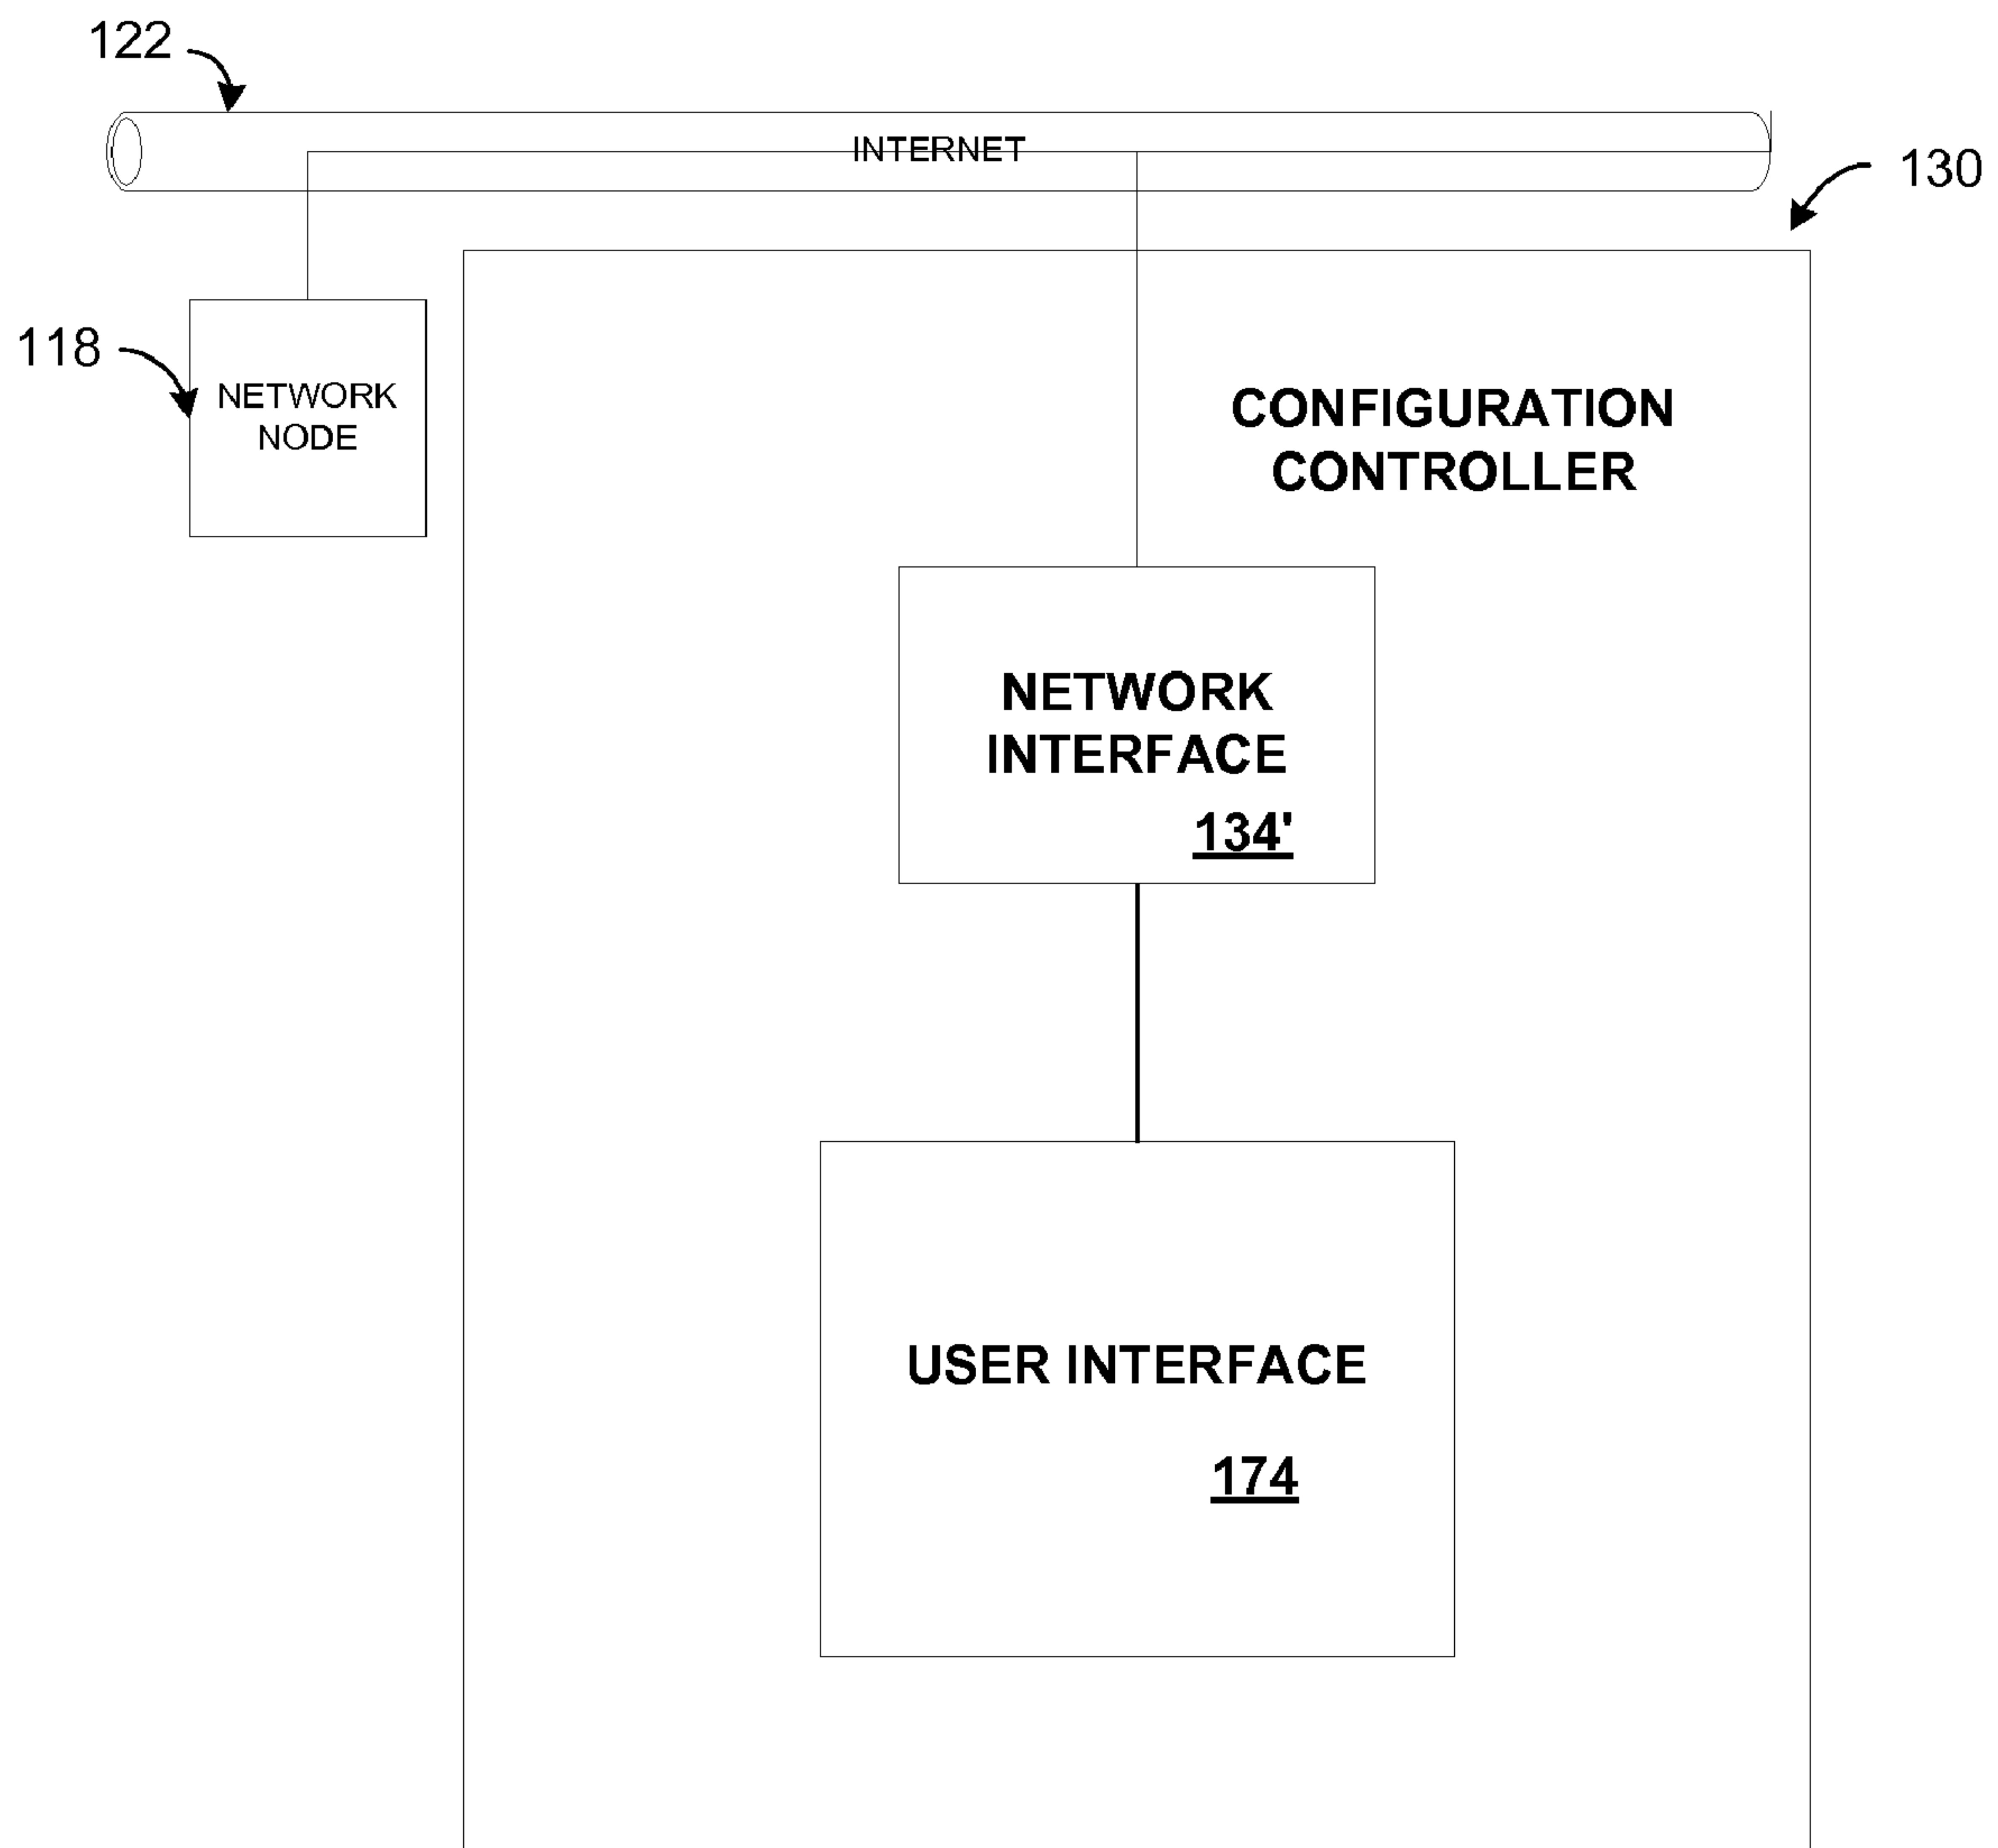 122
INTERNET
130
118
NETWORK
NODE
CONFIGURATION
CONTROLLER
NETWORK
INTERFACE
134'
USER INTERFACE
174